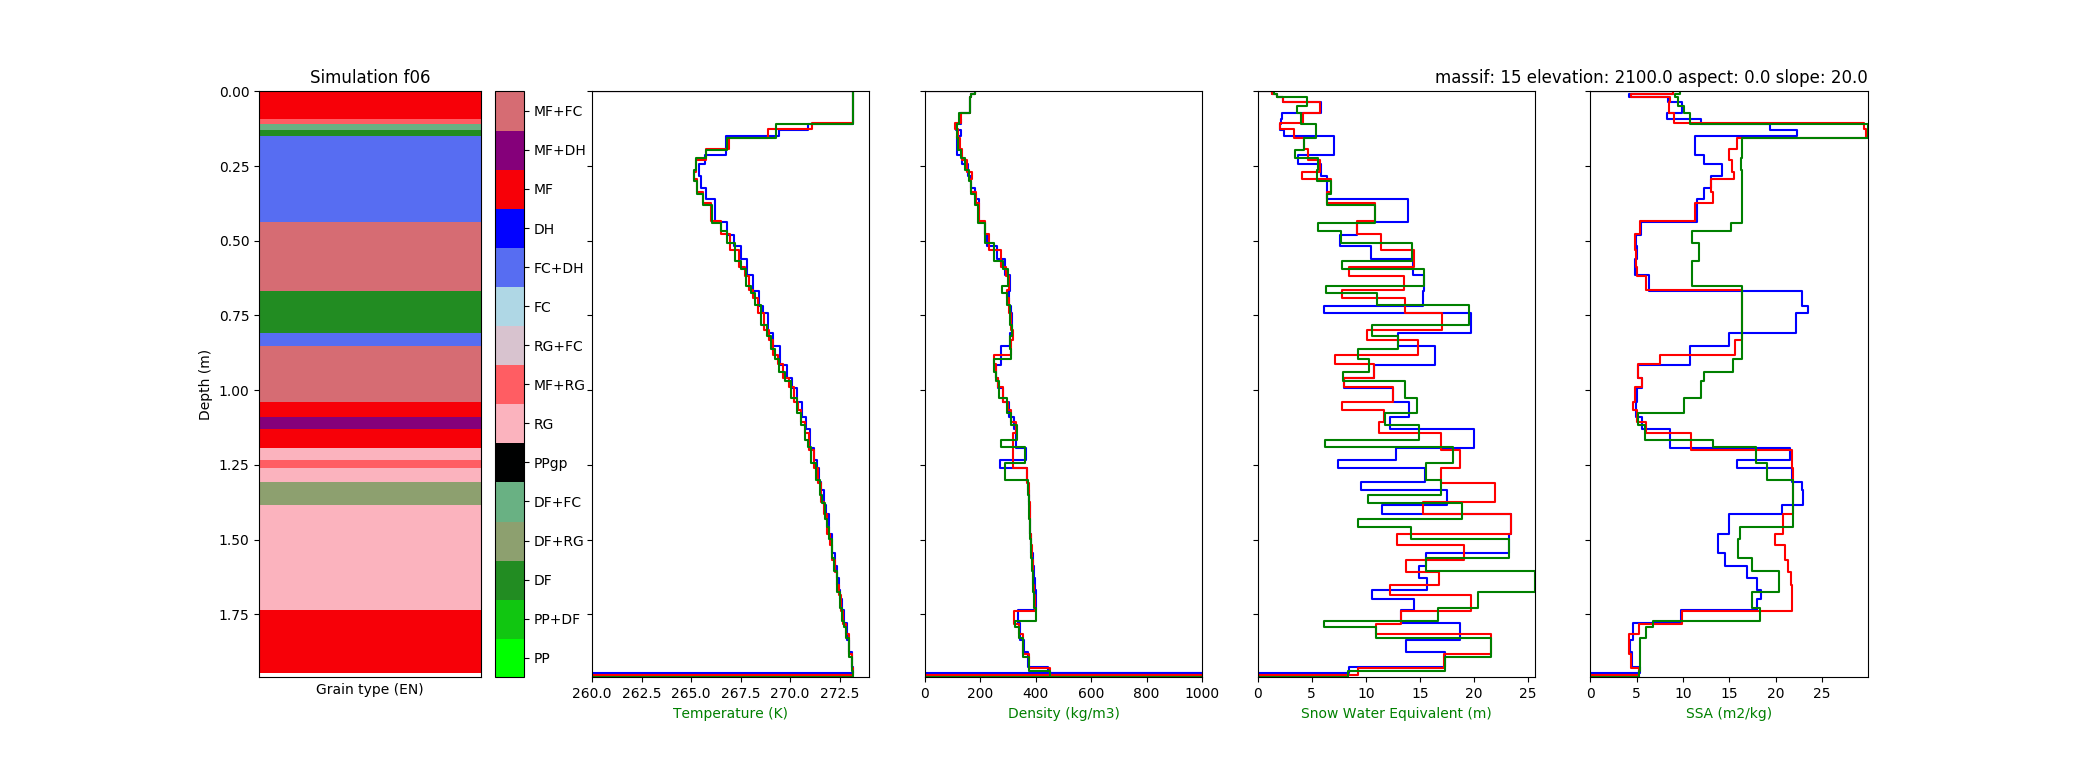 Simulation f06
massif: 15 elevation: 2100.0 aspect: 0.0 slope: 20.0
0.00
0.25
0.50
0.75
1.00
1.25
1.50
1.75
Depth (m)
Grain type (EN)
MF+FC
MF+DH
MF
DH
FC+DH
FC
RG+FC
MF+RG
RG
PPgp
DF+FC
DF+RG
DF
PP+DF
PP
260.0 262.5 265.0 267.5 270.0 272.5
Temperature (K)
0 200 400 600 800 1000
Density (kg/m3)
0 5 10 15 20 25
Snow Water Equivalent (m)
0 5 10 15 20 25
SSA (m2/kg)